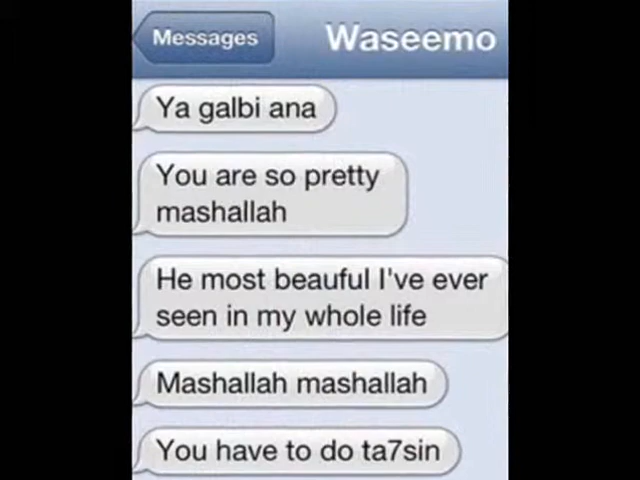 Messages
Waseemo
Ya galbi ana
You are so pretty
mashallah
He most beauful I've ever
seen in my whole life
Mashallah mashallah
You have to do ta7sin